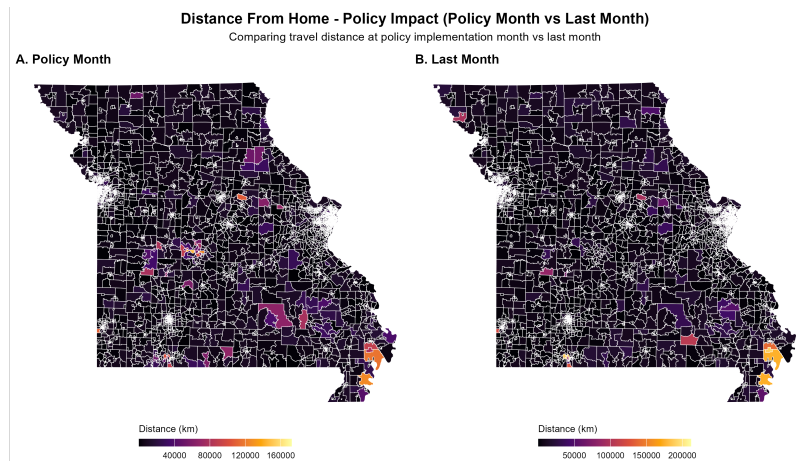 Distance From Home - Policy Impact (Policy Month vs Last Month)
Comparing travel distance at policy implementation month vs last month
A. Policy Month
B. Last Month
Distance (km)
40000 80000 120000 160000
Distance (km)
50000 100000 150000 200000